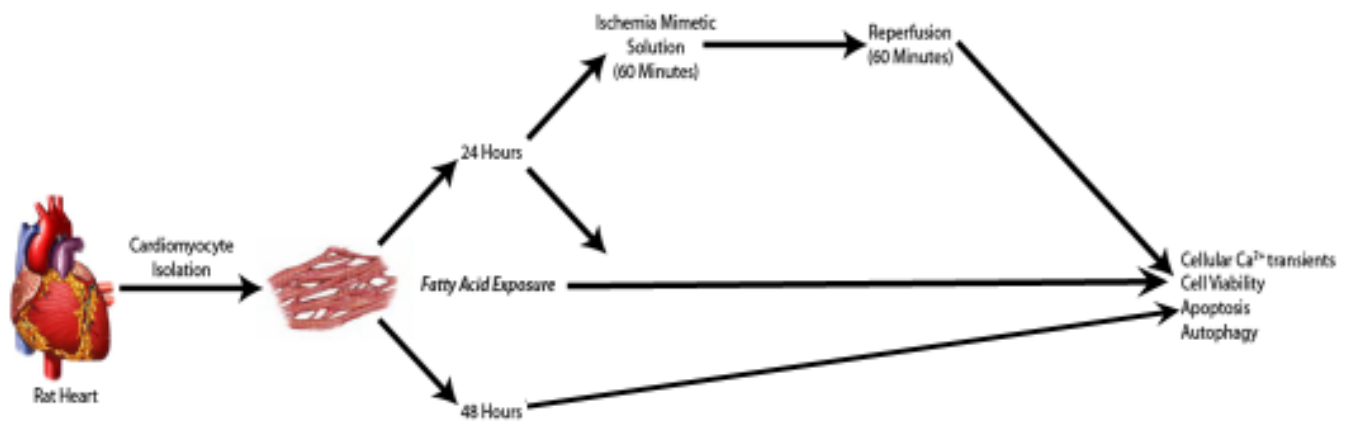 Ischemia Mimetic
Solution
(60 Minutes)
Reperfusion
(60 Minutes)
24 Hours
Cardiomyocyte
Isolation
Fatty Acid Exposure
Cellular Ca²⁺ transients
Cell Viability
Apoptosis
Autophagy
Rat Heart
48 Hours